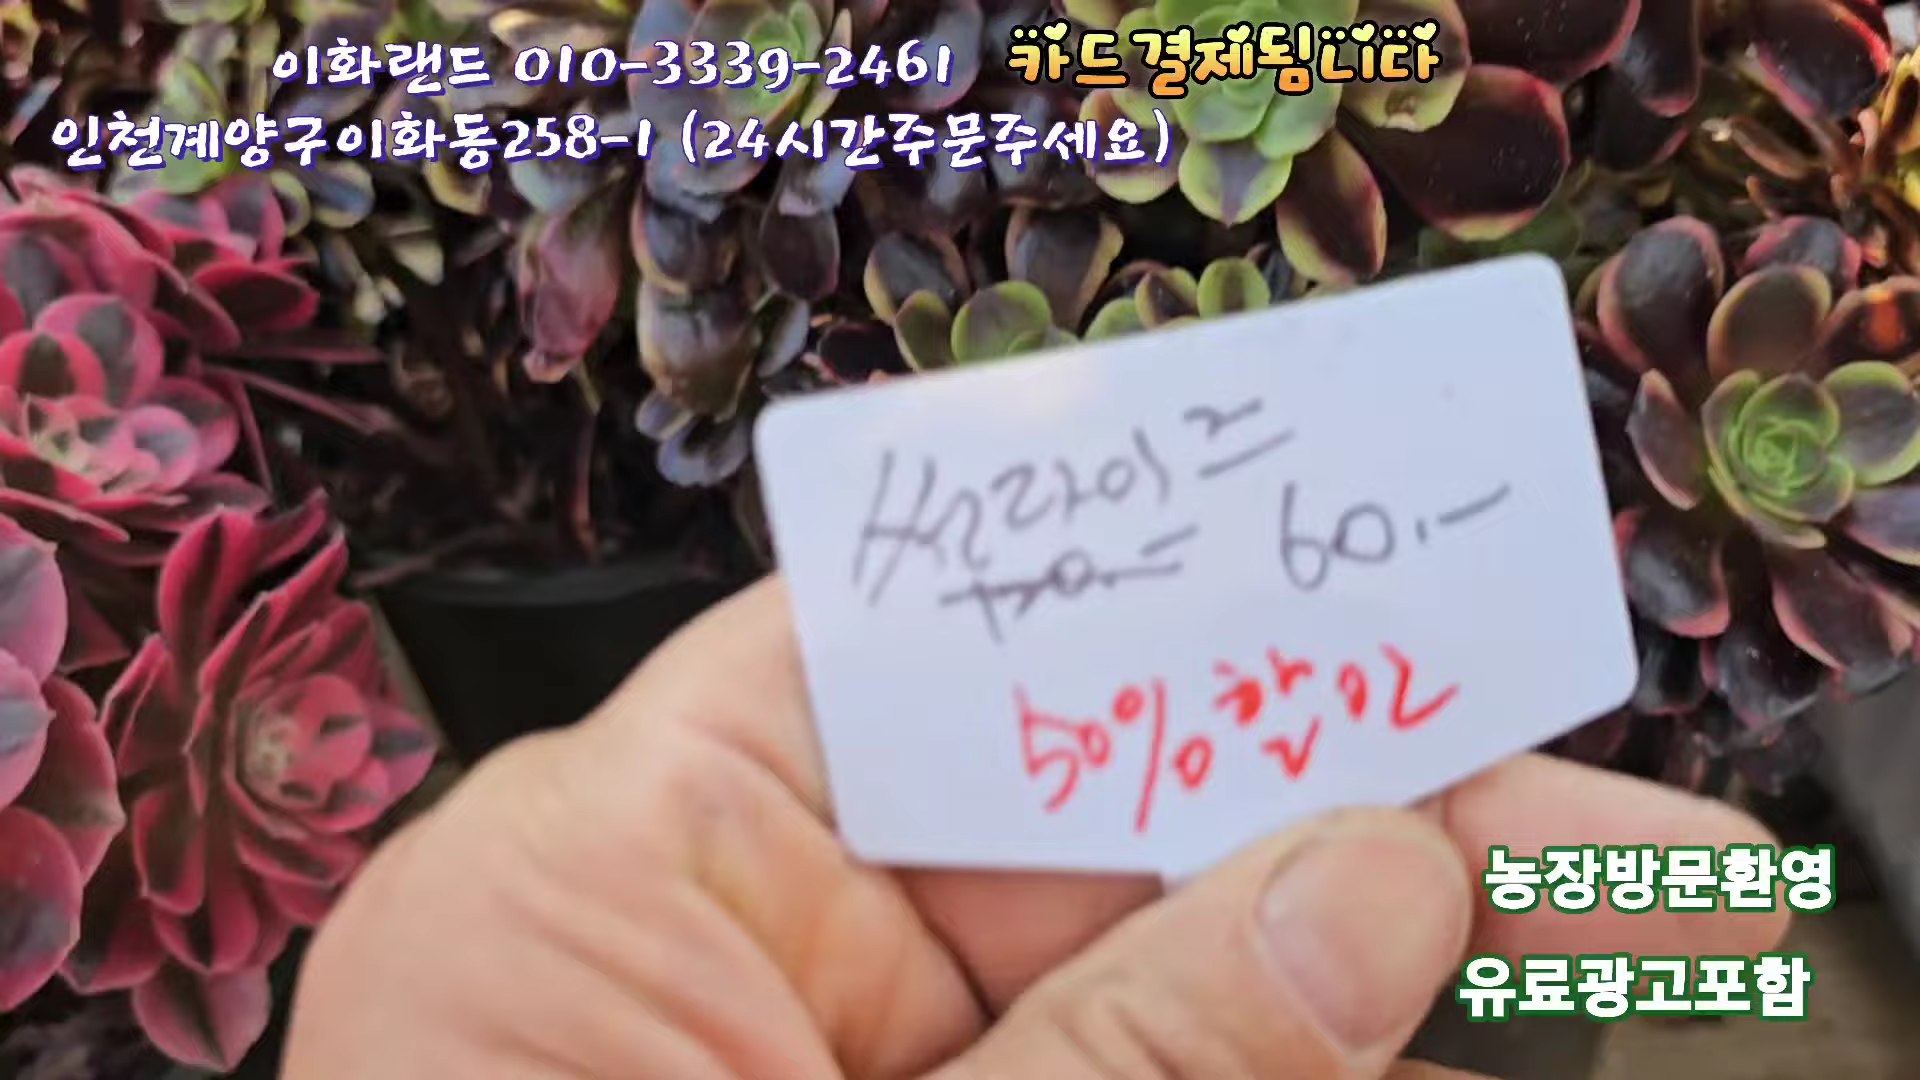 이화랜드 010-3339-2461 카드결제됩니다
인천계양구이화동258-1 (24시간주문주세요)
썬라이즈
120.- 60.-
50%할인
농장방문환영
유료광고포함